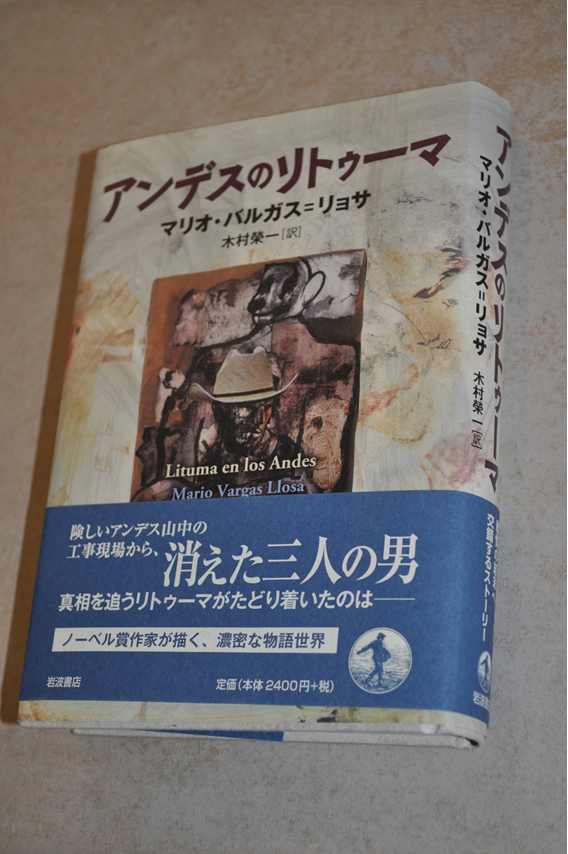 アンデスのリトゥーマ
マリオ・バルガス=リョサ
木村榮一[訳]
Lituma en los Andes
Mario Vargas Llosa
険しいアンデス山中の
工事現場から、消えた三人の男
真相を追うリトゥーマがたどり着いたのは——
ノーベル賞作家が描く、濃密な物語世界
岩波書店
定価(本体2400円+税)
アンデスのリトゥーマ
マリオ・バルガス=リョサ
木村榮一[訳]
交錯するストーリー